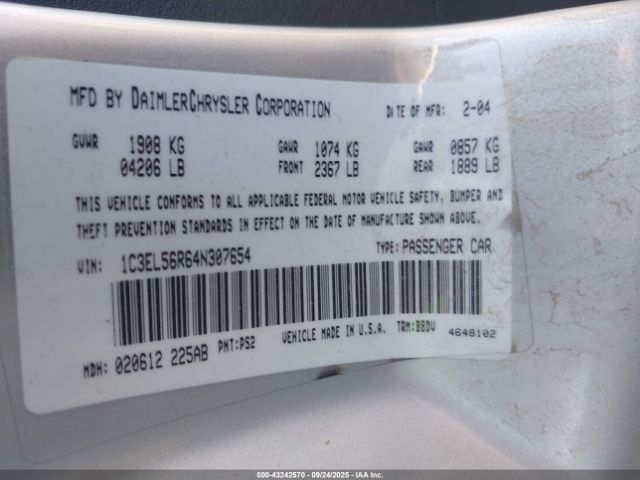 MFD BY DAIMLERCHRYSLER CORPORATION DATE OF MFR: 2-04
GVWR 1908 KG GAWR 1074 KG GAWR 0857 KG
04206 LB FRONT 2367 LB REAR 1889 LB
THIS VEHICLE CONFORMS TO ALL APPLICABLE FEDERAL MOTOR VEHICLE SAFETY, BUMPER AND
THEFT PREVENTION STANDARDS IN EFFECT ON THE DATE OF MANUFACTURE SHOWN ABOVE.
VIN: 1C3EL56R64N307654 TYPE: PASSENGER CAR
MDH: 020612 225AB PNT: PS2 VEHICLE MADE IN U.S.A. TRM: BBDV 4648102
000-43242570 - 09/24/2025 - IAA Inc.